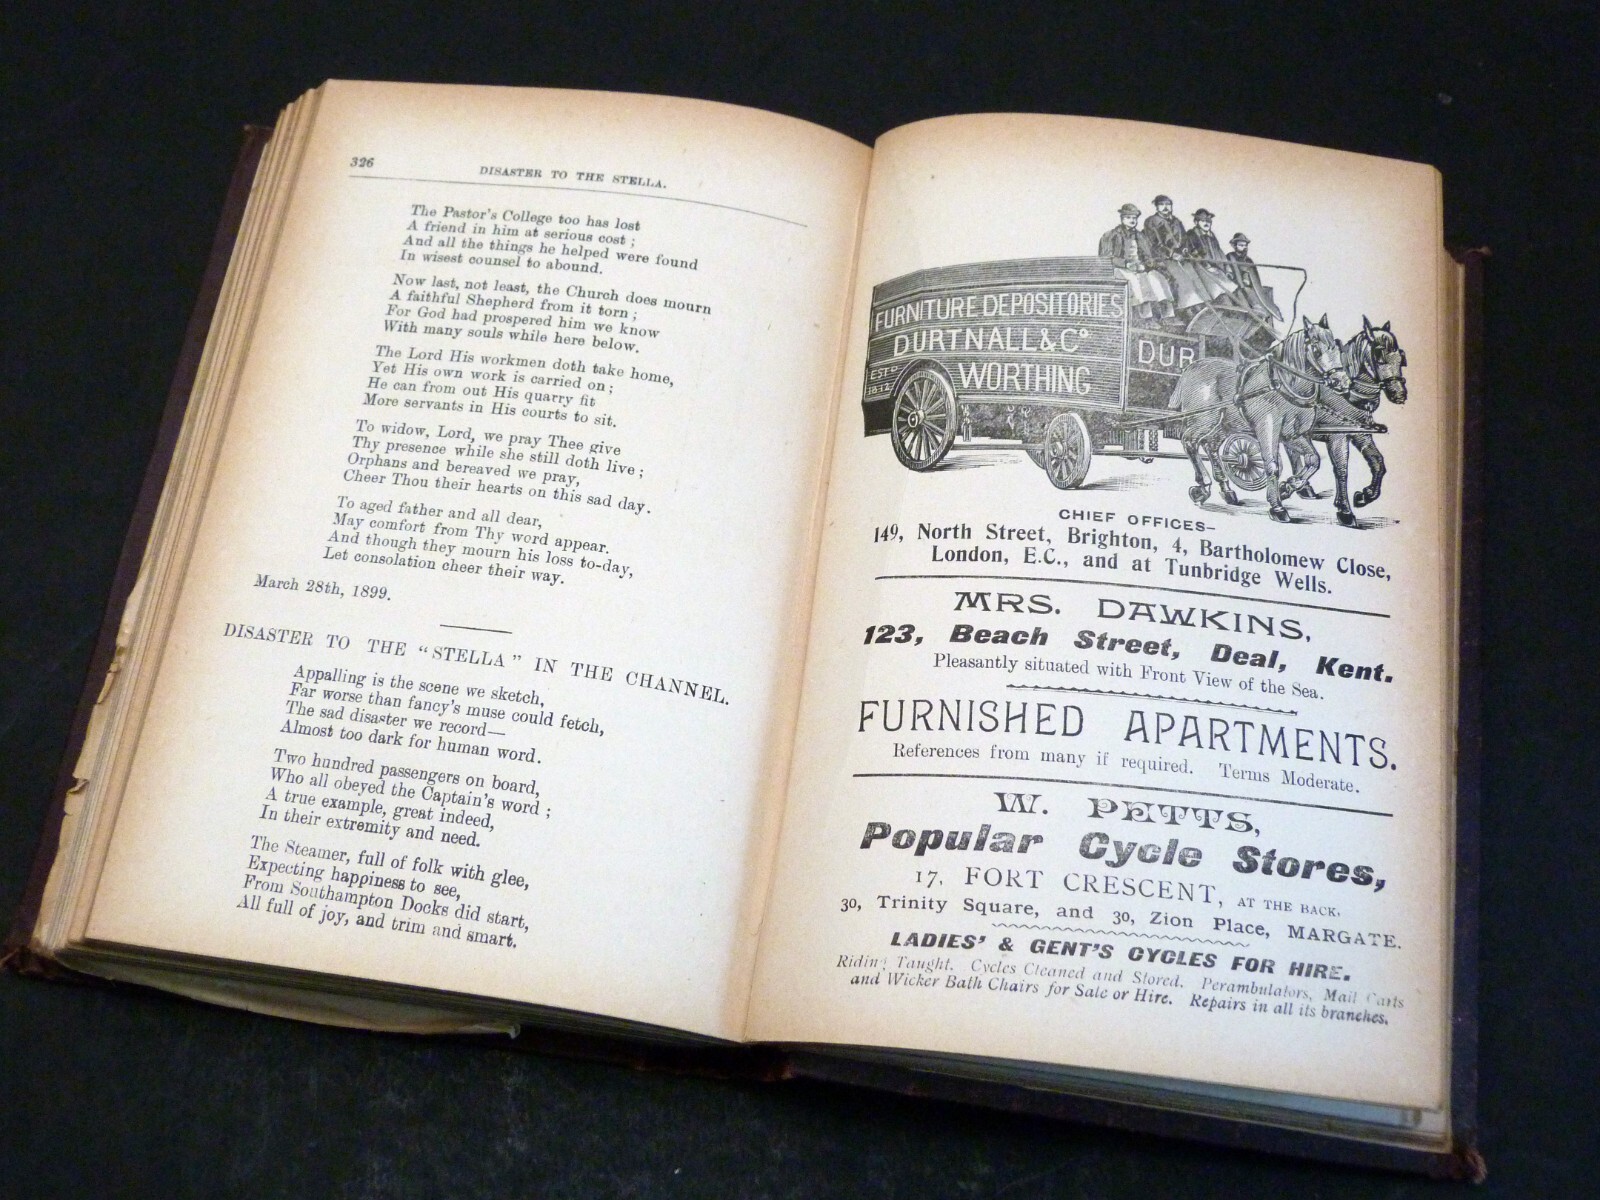 326
DISASTER TO THE STELLA.
The Pastor's College too has lost
A friend in him at serious cost ;
And all the things he helped were found
In wisest counsel to abound.
Now last, not least, the Church does mourn
A faithful Shepherd from it torn ;
For God had prospered him we know
With many souls while here below.
The Lord His workmen doth take home,
Yet His own work is carried on ;
He can from out His quarry fit
More servants in His courts to sit.
To widow, Lord, we pray Thee give
Thy presence while she still doth live ;
Orphans and bereaved we pray,
Cheer Thou their hearts on this sad day.
To aged father and all dear,
May comfort from Thy word appear.
And though they mourn his loss to-day,
Let consolation cheer their way.
March 28th, 1899.
DISASTER TO THE "STELLA" IN THE CHANNEL.
Appalling is the scene we sketch,
Far worse than fancy's muse could fetch,
The sad disaster we record—
Almost too dark for human word.
Two hundred passengers on board,
Who all obeyed the Captain's word ;
A true example, great indeed,
In their extremity and need.
The Steamer, full of folk with glee,
Expecting happiness to see,
From Southampton Docks did start,
All full of joy, and trim and smart.
FURNITURE DEPOSITORIES
DURTNALL & Co
WORTHING
ESTD
DUR
CHIEF OFFICES—
149, North Street, Brighton, 4, Bartholomew Close,
London, E.C., and at Tunbridge Wells.
MRS. DAWKINS,
123, Beach Street, Deal, Kent.
Pleasantly situated with Front View of the Sea.
FURNISHED APARTMENTS.
References from many if required. Terms Moderate.
W. PETTS,
Popular Cycle Stores,
17, FORT CRESCENT, AT THE BACK,
30, Trinity Square, and 30, Zion Place, MARGATE.
LADIES' & GENT'S CYCLES FOR HIRE.
Riding Taught. Cycles Cleaned and Stored. Perambulators, Mail Carts
and Wicker Bath Chairs for Sale or Hire. Repairs in all its branches.